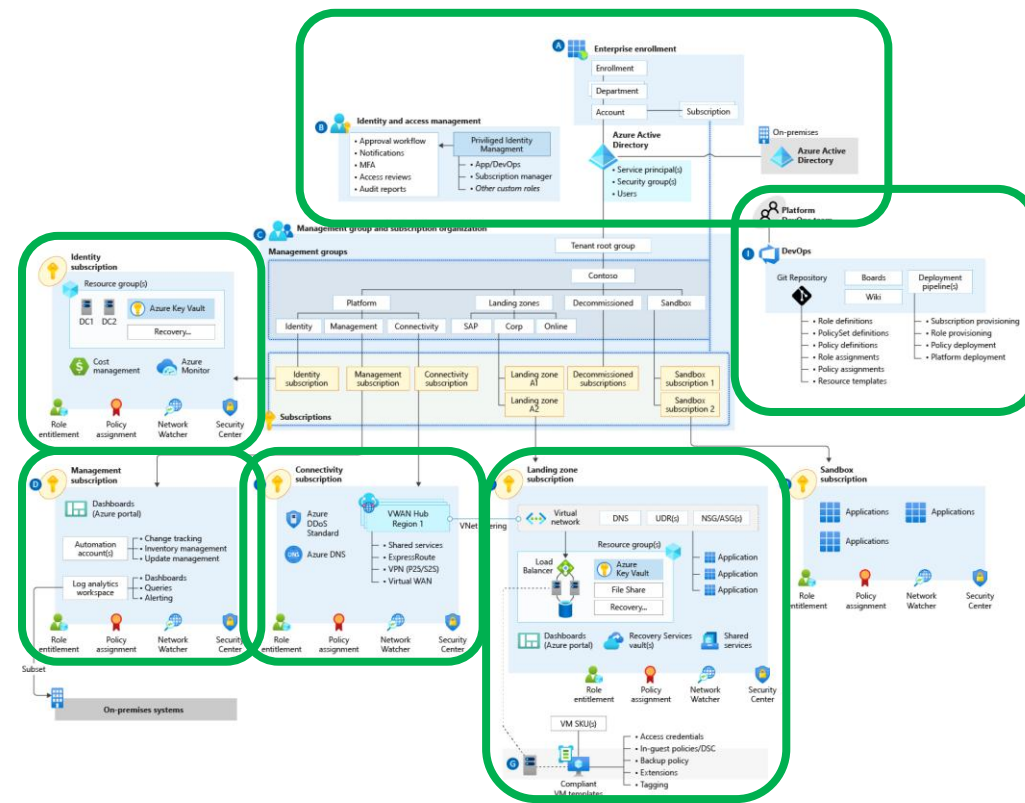 A
Enterprise enrollment
Enrollment
Department
Account
Subscription
B
Identity and access management
• Approval workflow
• Notifications
• MFA
• Access reviews
• Audit reports
Priviliged Identity
Managment
• App/DevOps
• Subscription manager
• Other custom roles
Azure Active
Directory
• Service principal(s)
• Security group(s)
• Users
On-premises
Azure Active
Directory
C
Management group and subscription organization
Management groups
Tenant root group
Contoso
Platform
Landing zones
Decommissioned
Sandbox
Identity
Management
Connectivity
SAP
Corp
Online
Identity
subscription
Management
subscription
Connectivity
subscription
Landing zone
A1
Landing zone
A2
Decommissioned
subscriptions
Sandbox
subscription 1
Sandbox
subscription 2
Subscriptions
Platform
DevOps team
I
DevOps
Git Repository
Boards
Wiki
Deployment
pipeline(s)
• Role definitions
• PolicySet definitions
• Policy definitions
• Role assignments
• Policy assignments
• Resource templates
• Subscription provisioning
• Role provisioning
• Policy deployment
• Platform deployment
Identity
subscription
Resource group(s)
DC1
DC2
Azure Key Vault
Recovery...
Cost
management
Azure
Monitor
Role
entitlement
Policy
assignment
Network
Watcher
Security
Center
D
Management
subscription
Dashboards
(Azure portal)
Automation
account(s)
• Change tracking
• Inventory management
• Update management
Log analytics
workspace
• Dashboards
• Queries
• Alerting
Role
entitlement
Policy
assignment
Network
Watcher
Security
Center
Subset
On-premises systems
Connectivity
subscription
Azure
DDoS
Standard
DNS
Azure DNS
VWAN Hub
Region 1
• Shared services
• ExpressRoute
• VPN (P2S/S2S)
• Virtual WAN
Role
entitlement
Policy
assignment
Network
Watcher
Security
Center
Landing zone
subscription
Virtual
network
DNS
UDR(s)
NSG/ASG(s)
Resource group(s)
Load
Balancer
Azure
Key Vault
File Share
Recovery...
Application
Application
Application
Dashboards
(Azure portal)
Recovery Services
vault(s)
Shared
services
Role
entitlement
Policy
assignment
Network
Watcher
Security
Center
VM SKU(s)
G
Compliant
VM templates
• Access credentials
• In-guest policies/DSC
• Backup policy
• Extensions
• Tagging
Sandbox
subscription
Applications
Applications
Applications
Role
entitlement
Policy
assignment
Network
Watcher
Security
Center